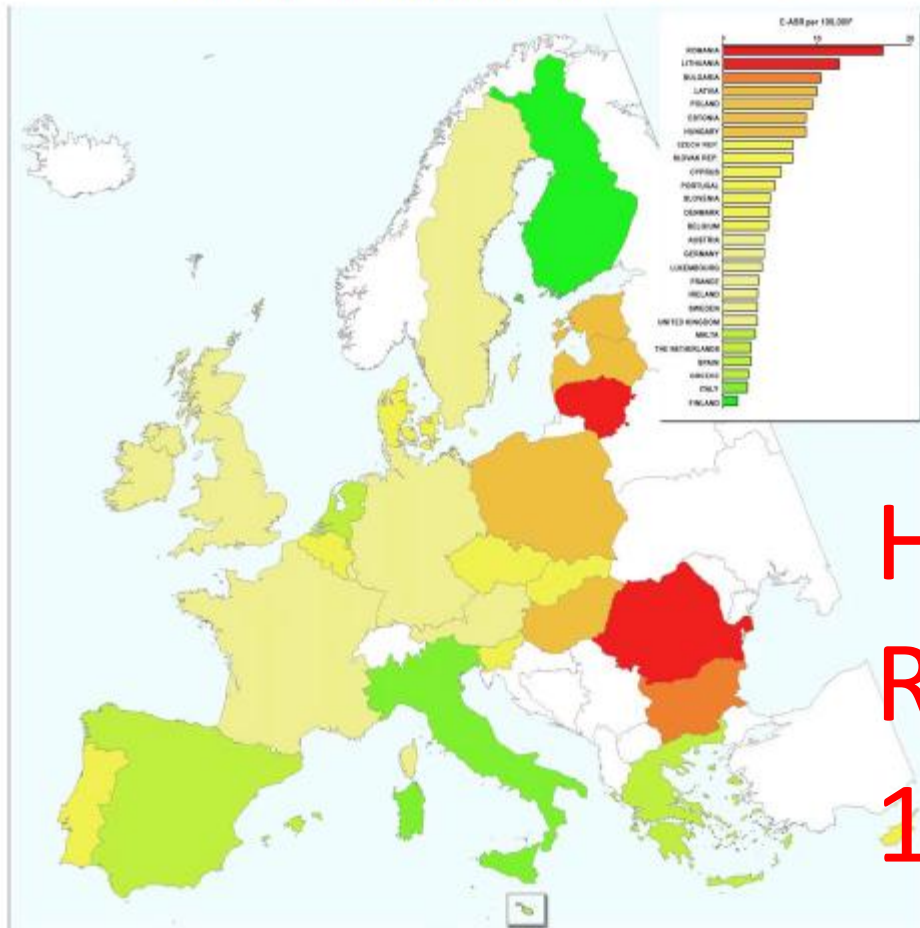 E-ASR per 100,000
0 10 20
ROMANIA
LITHUANIA
BULGARIA
LATVIA
POLAND
ESTONIA
HUNGARY
CZECH REP.
SLOVAK REP.
CYPRUS
PORTUGAL
SLOVENIA
DENMARK
BELGIUM
AUSTRIA
GERMANY
LUXEMBOURG
FRANCE
IRELAND
SWEDEN
UNITED KINGDOM
MALTA
THE NETHERLANDS
SPAIN
GREECE
ITALY
FINLAND
H
R
1